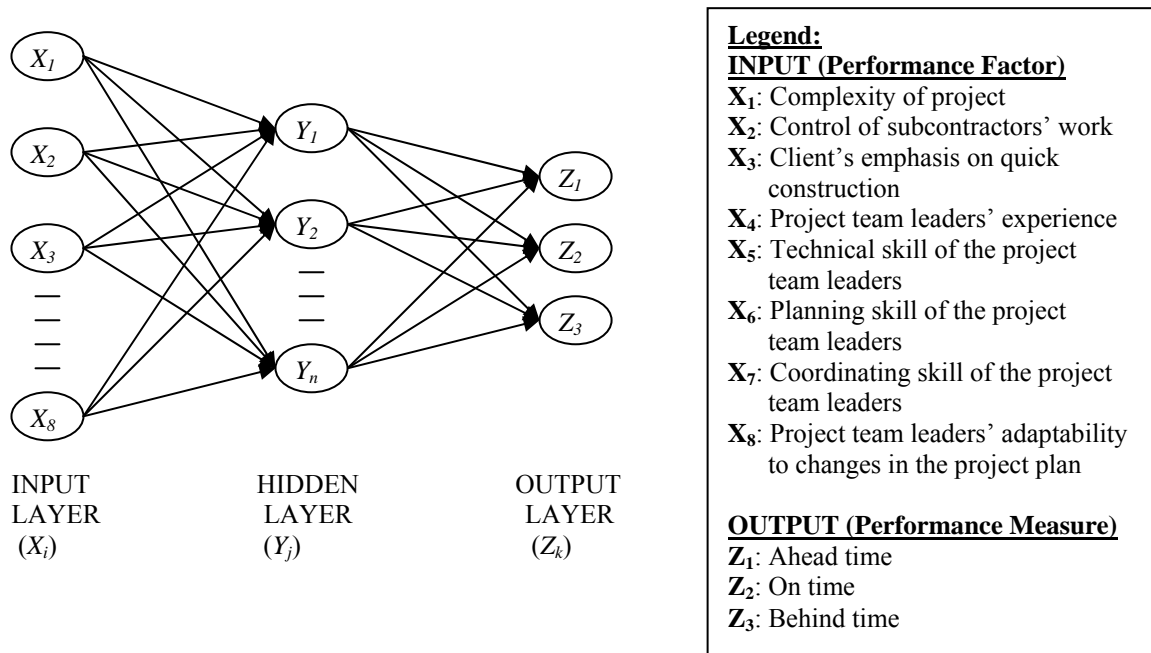 X1
X2
X3
X8
Y1
Y2
Yn
Z1
Z2
Z3
INPUT
LAYER
(Xi)
HIDDEN
LAYER
(Yj)
OUTPUT
LAYER
(Zk)
Legend:
INPUT (Performance Factor)
X1: Complexity of project
X2: Control of subcontractors’ work
X3: Client’s emphasis on quick
construction
X4: Project team leaders’ experience
X5: Technical skill of the project
team leaders
X6: Planning skill of the project
team leaders
X7: Coordinating skill of the project
team leaders
X8: Project team leaders’ adaptability
to changes in the project plan
OUTPUT (Performance Measure)
Z1: Ahead time
Z2: On time
Z3: Behind time